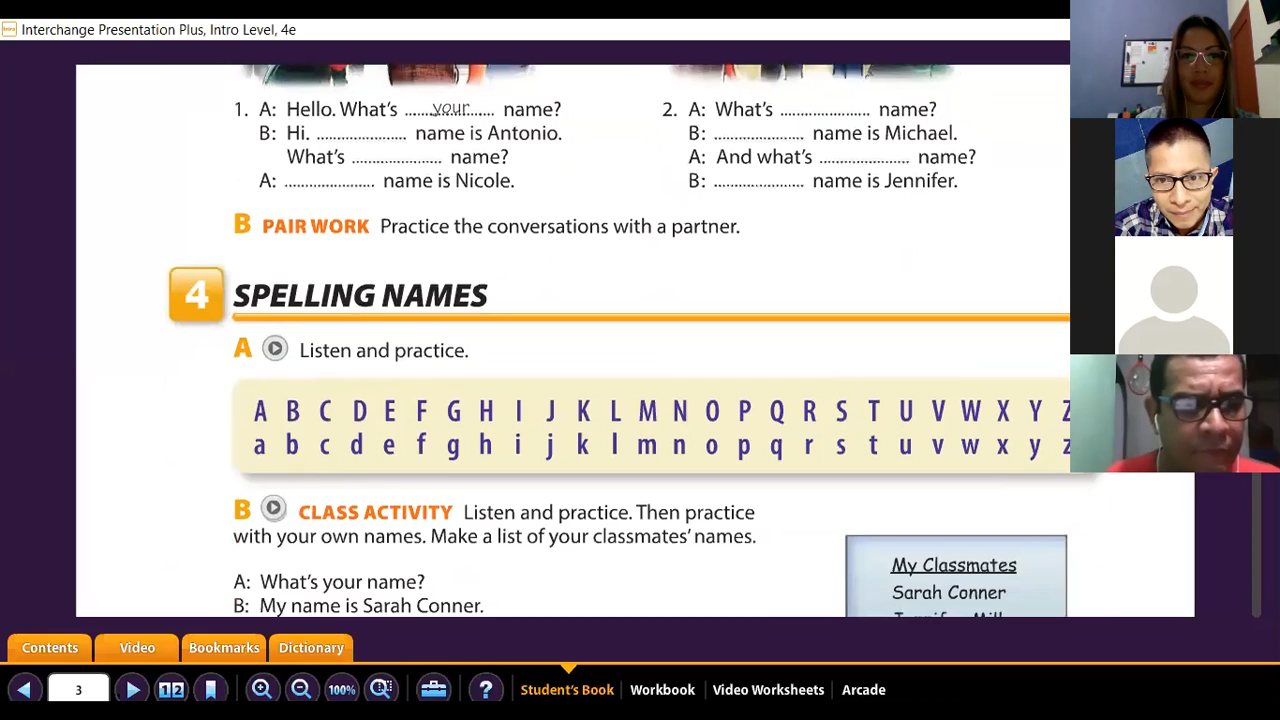 Interchange Presentation Plus, Intro Level, 4e
1. A: Hello. What's ......your...... name?
B: Hi. ...................... name is Antonio.
What's ...................... name?
A: ...................... name is Nicole.
2. A: What's ...................... name?
B: ...................... name is Michael.
A: And what's ...................... name?
B: ...................... name is Jennifer.
B PAIR WORK Practice the conversations with a partner.
4 SPELLING NAMES
A Listen and practice.
A B C D E F G H I J K L M N O P Q R S T U V W X Y Z
a b c d e f g h i j k l m n o p q r s t u v w x y z
B CLASS ACTIVITY Listen and practice. Then practice
with your own names. Make a list of your classmates' names.
A: What's your name?
B: My name is Sarah Conner.
My Classmates
Sarah Conner
Contents Video Bookmarks Dictionary
3 12 100% ? Student's Book Workbook Video Worksheets Arcade